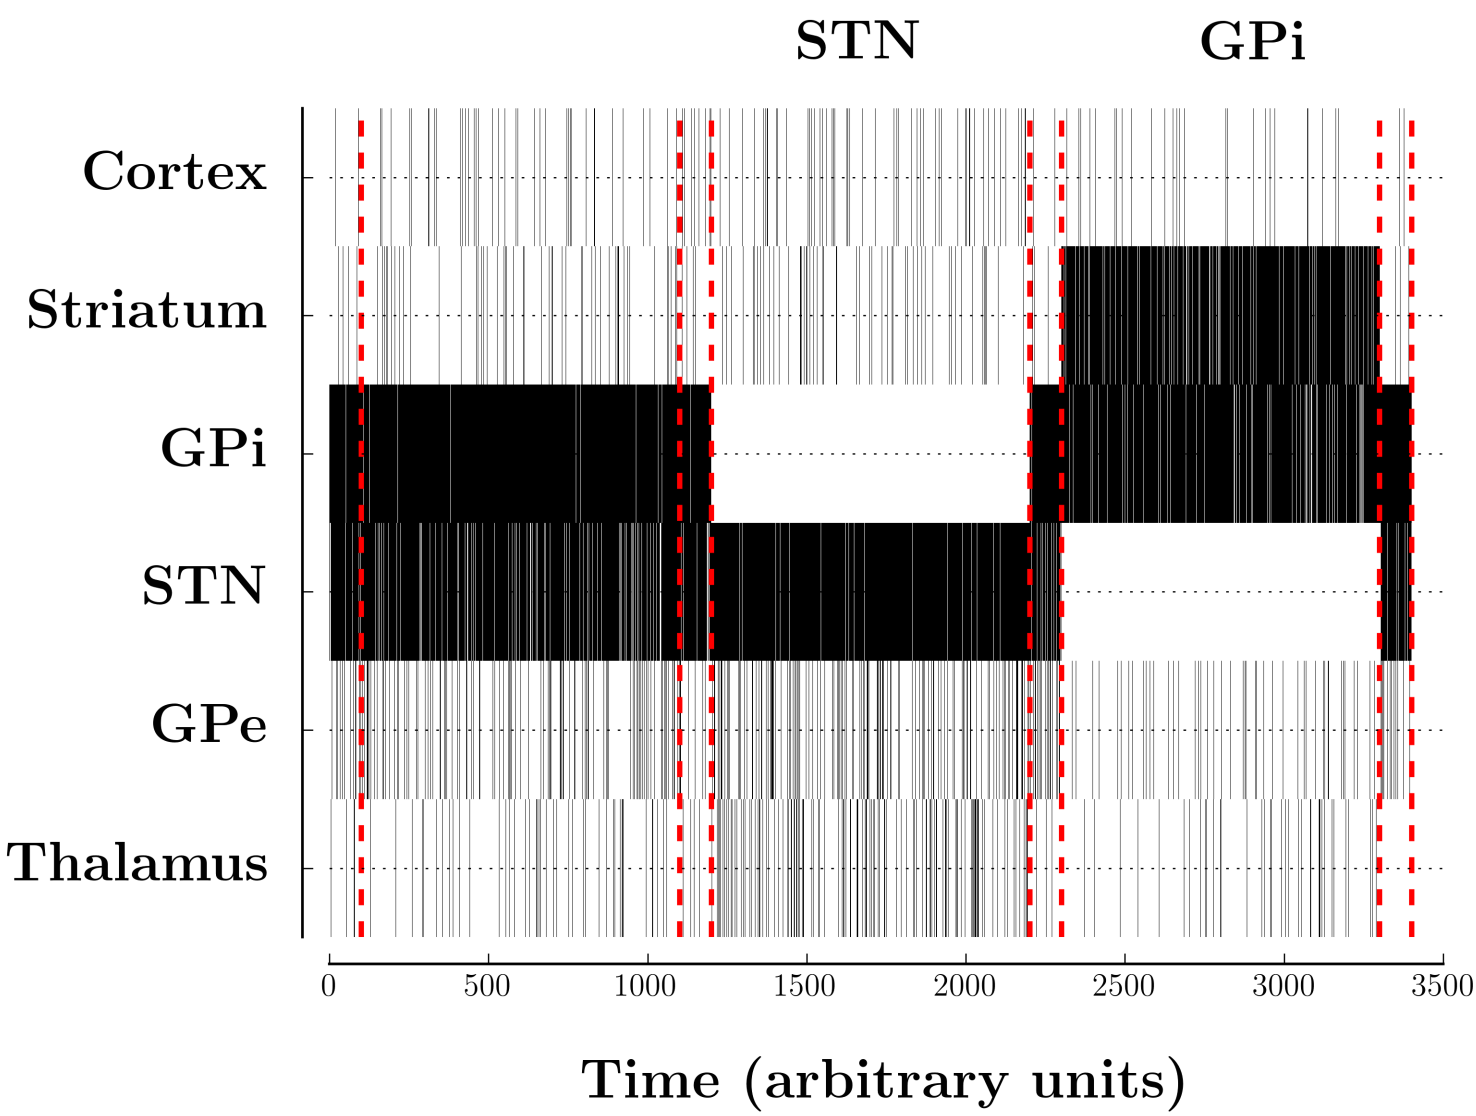 STN GPi
Cortex
Striatum
GPi
STN
GPe
Thalamus
0 500 1000 1500 2000 2500 3000 3500
Time (arbitrary units)